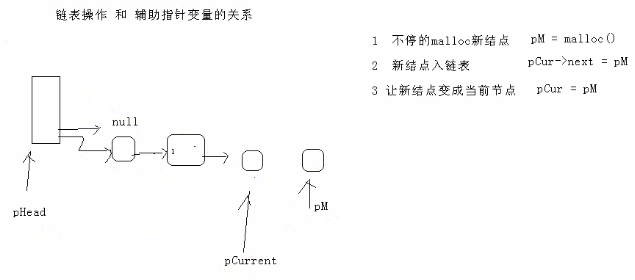 链表操作 和 辅助指针变量的关系
1 不停的malloc新结点 pM = malloc()
2 新结点入链表 pCur->next = pM
3 让新结点变成当前节点 pCur = pM
null
1
pHead
pM
pCurrent